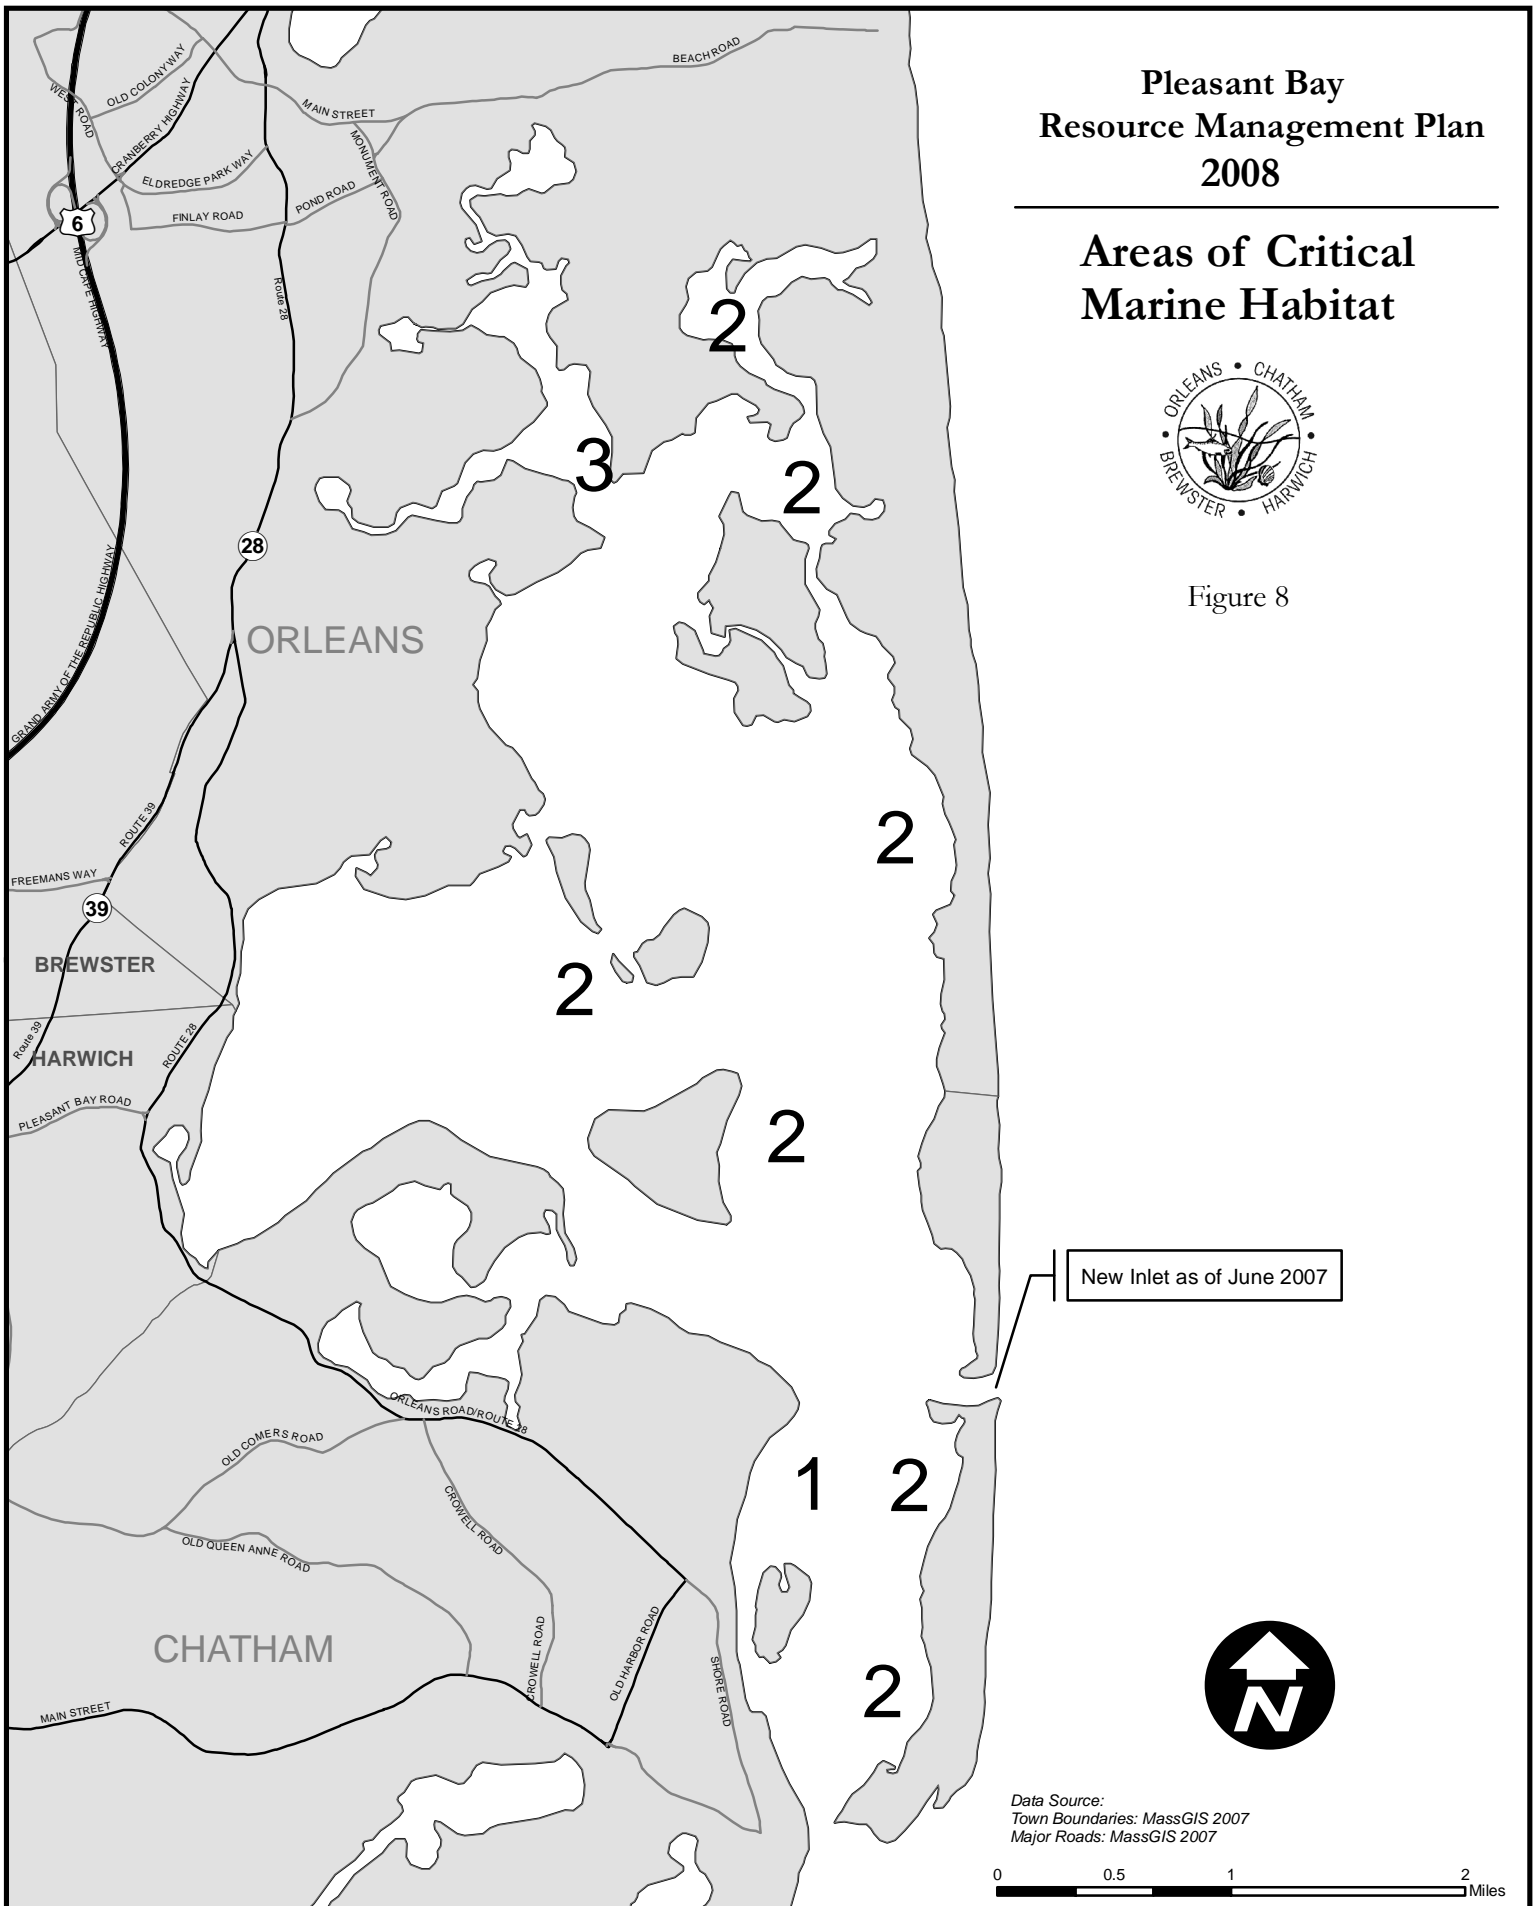 Pleasant Bay
Resource Management Plan
2008
Areas of Critical
Marine Habitat
ORLEANS • CHATHAM • HARWICH • BREWSTER •
Figure 8
BEACH ROAD
OLD COLONY WAY
WEST ROAD
CRANBERRY HIGHWAY
MAIN STREET
MONUMENT ROAD
ELDREDGE PARK WAY
POND ROAD
FINLAY ROAD
6
MID CAPE HIGHWAY
Route 28
2
3
2
28
GRAND ARMY OF THE REPUBLIC HIGHWAY
ORLEANS
ROUTE 39
2
FREEMANS WAY
39
BREWSTER
2
Route 39
HARWICH
ROUTE 28
PLEASANT BAY ROAD
2
New Inlet as of June 2007
ORLEANS ROAD/ROUTE 28
OLD COMERS ROAD
1
2
CROWELL ROAD
OLD QUEEN ANNE ROAD
CHATHAM
CROWELL ROAD
OLD HARBOR ROAD
SHORE ROAD
2
MAIN STREET
N
Data Source:
Town Boundaries: MassGIS 2007
Major Roads: MassGIS 2007
0 0.5 1 2
Miles